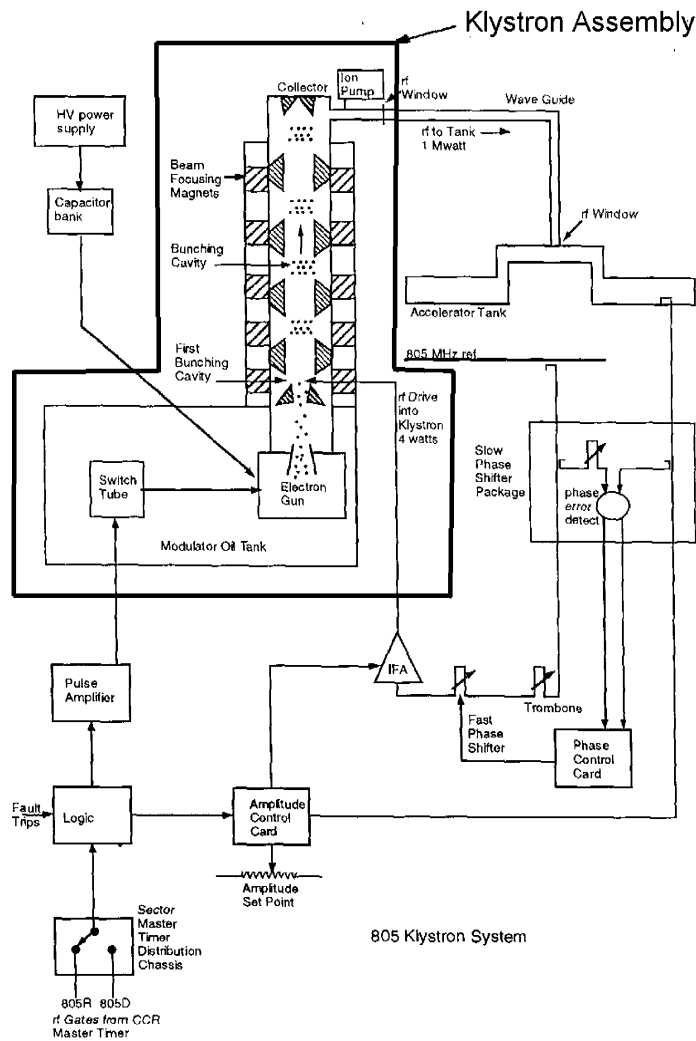 Klystron Assembly
HV power
supply
Capacitor
bank
Collector
Ion
Pump
rf
Window
Wave Guide
rf to Tank
1 Mwatt
Beam
Focusing
Magnets
Bunching
Cavity
rf Window
Accelerator Tank
805 MHz ref
First
Bunching
Cavity
rf Drive
into
Klystron
4 watts
Slow
Phase
Shifter
Package
phase
error
detect
Switch
Tube
Electron
Gun
Modulator Oil Tank
IFA
Pulse
Amplifier
Trombone
Fast
Phase
Shifter
Phase
Control
Card
Fault
Trips
Logic
Amplitude
Control
Card
Amplitude
Set Point
Sector
Master
Timer
Distribution
Chassis
805R 805D
rf Gates from CCR
Master Timer
805 Klystron System